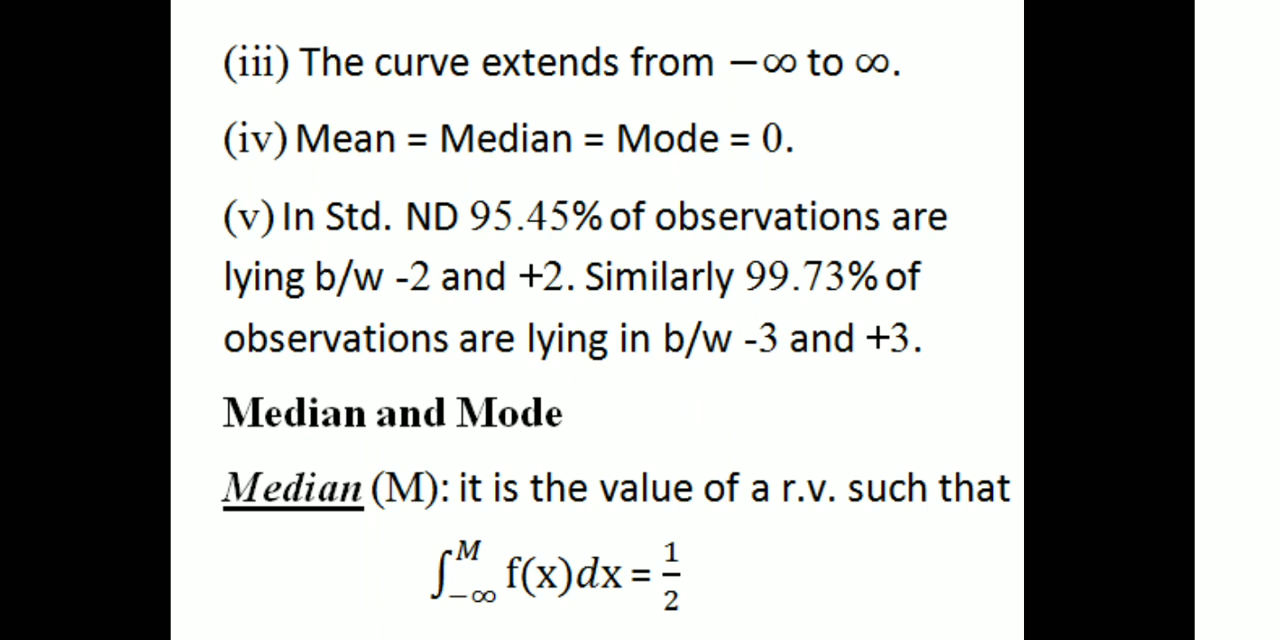 (iii) The curve extends from −∞ to ∞.
(iv) Mean = Median = Mode = 0.
(v) In Std. ND 95.45% of observations are
lying b/w -2 and +2. Similarly 99.73% of
observations are lying in b/w -3 and +3.
Median and Mode
Median (M): it is the value of a r.v. such that
∫_{−∞}^{M} f(x)dx = 1/2